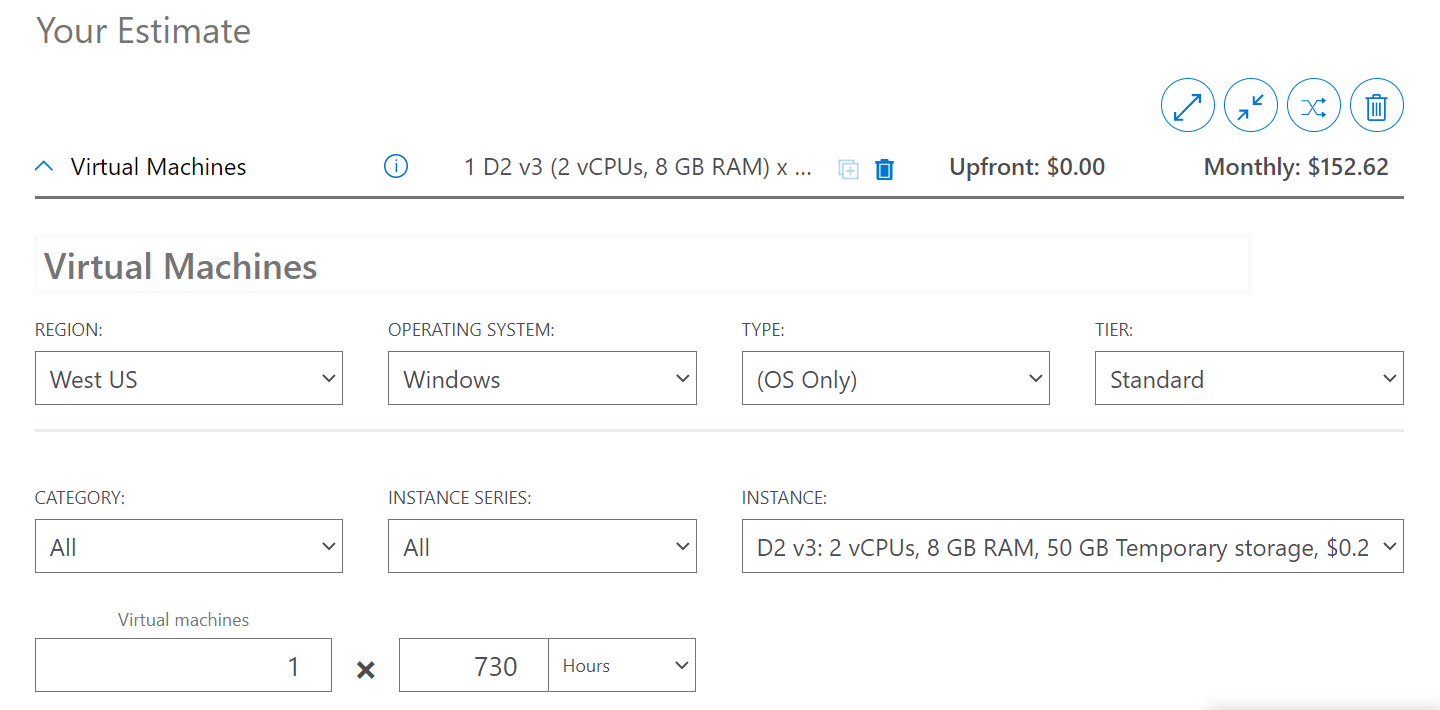 Your Estimate
Virtual Machines 1 D2 v3 (2 vCPUs, 8 GB RAM) x ... Upfront: $0.00 Monthly: $152.62
Virtual Machines
REGION: OPERATING SYSTEM: TYPE: TIER:
West US Windows (OS Only) Standard
CATEGORY: INSTANCE SERIES: INSTANCE:
All All D2 v3: 2 vCPUs, 8 GB RAM, 50 GB Temporary storage, $0.2
Virtual machines
1 × 730 Hours